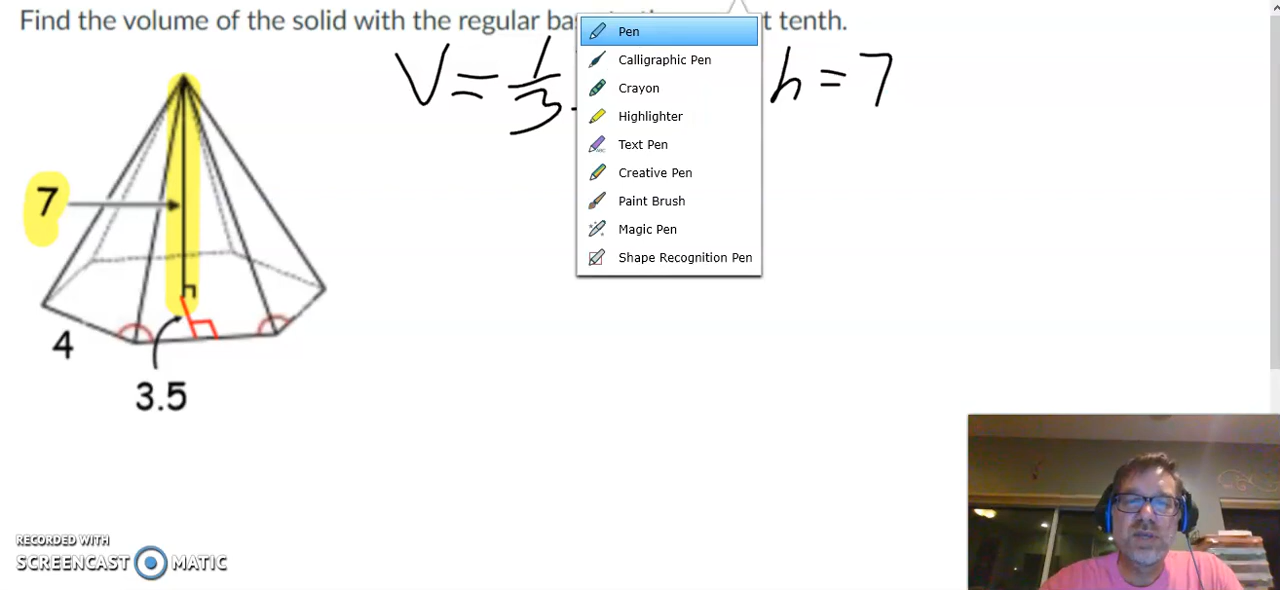 Find the volume of the solid with the regular ba t tenth.
V = 1/3 h = 7
Pen
Calligraphic Pen
Crayon
Highlighter
Text Pen
Creative Pen
Paint Brush
Magic Pen
Shape Recognition Pen
7
4
3.5
RECORDED WITH
SCREENCAST MATIC